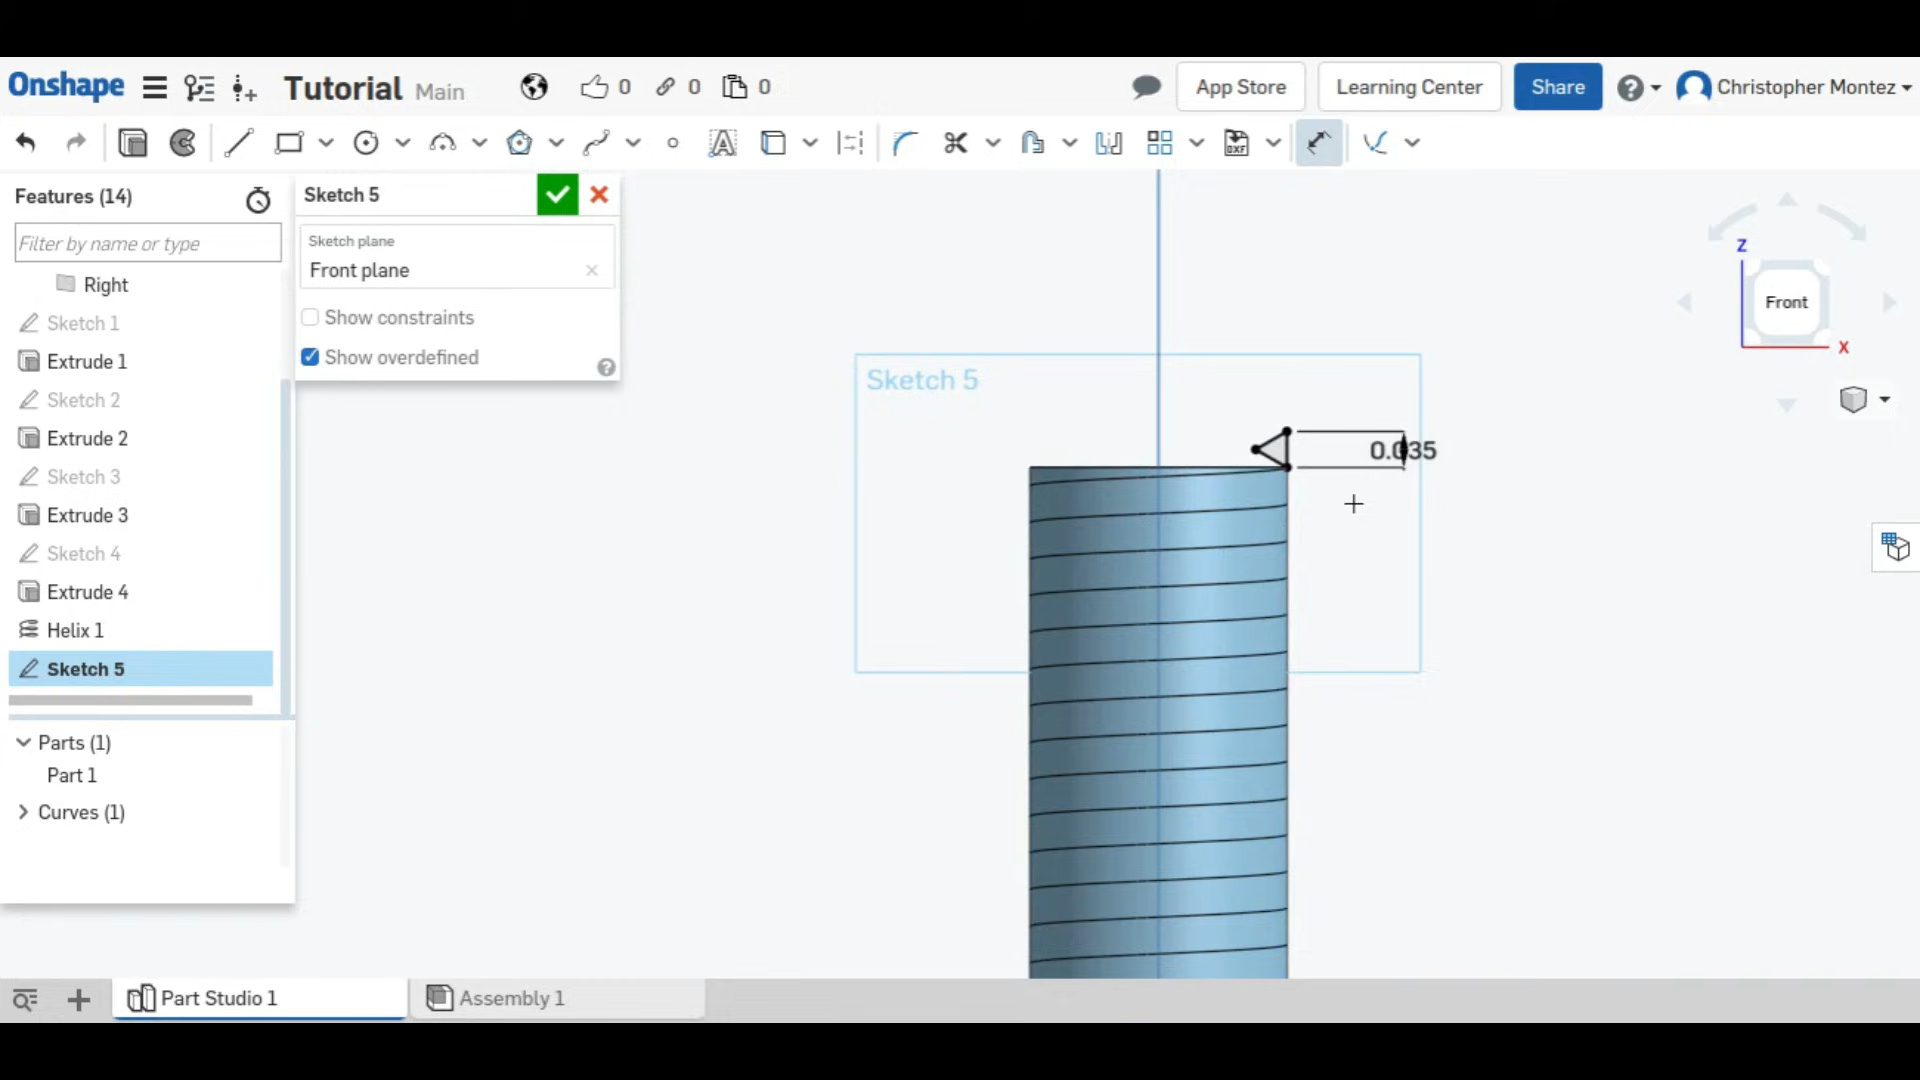 Onshape
Tutorial Main
0
0
0
App Store
Learning Center
Share
Christopher Montez
DXF
Features (14)
Filter by name or type
Right
Sketch 1
Extrude 1
Sketch 2
Extrude 2
Sketch 3
Extrude 3
Sketch 4
Extrude 4
Helix 1
Sketch 5
Parts (1)
Part 1
Curves (1)
Sketch 5
Sketch plane
Front plane
Show constraints
Show overdefined
Sketch 5
0.035
Z
Front
X
Part Studio 1
Assembly 1